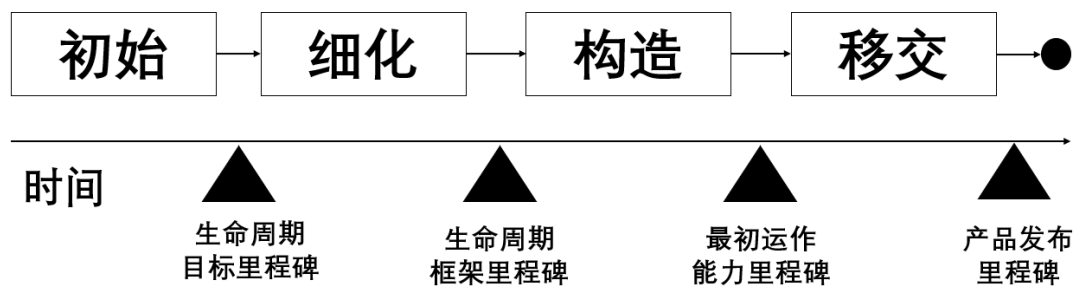 初始
细化
构造
移交
时间
生命周期
目标里程碑
生命周期
框架里程碑
最初运作
能力里程碑
产品发布
里程碑